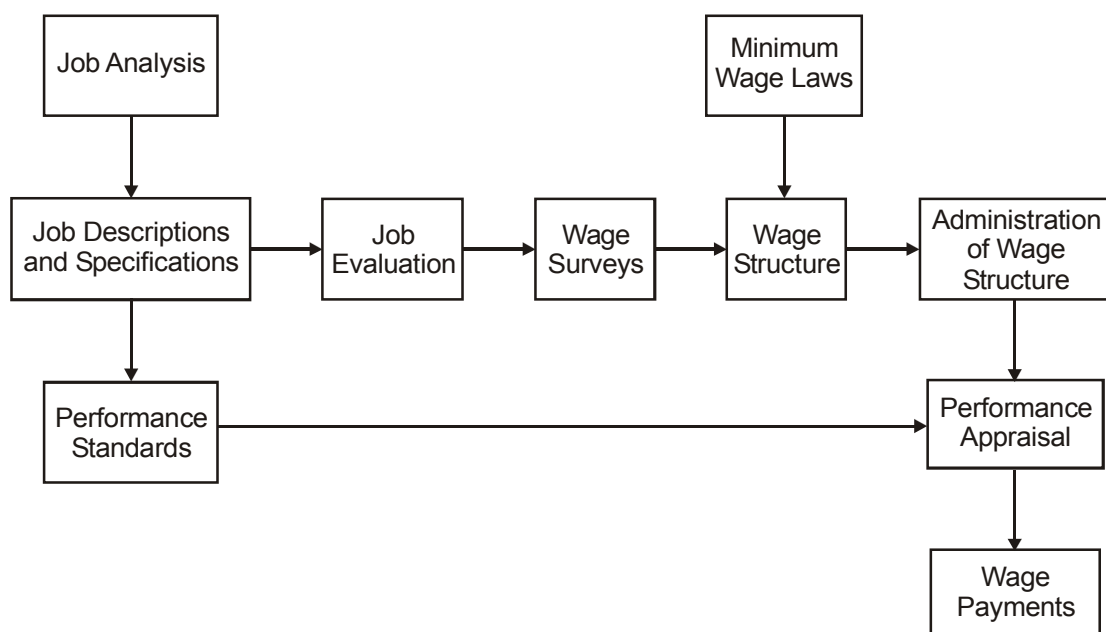 Job Analysis
Minimum
Wage Laws
Job Descriptions
and Specifications
Job
Evaluation
Wage
Surveys
Wage
Structure
Administration
of Wage
Structure
Performance
Standards
Performance
Appraisal
Wage
Payments